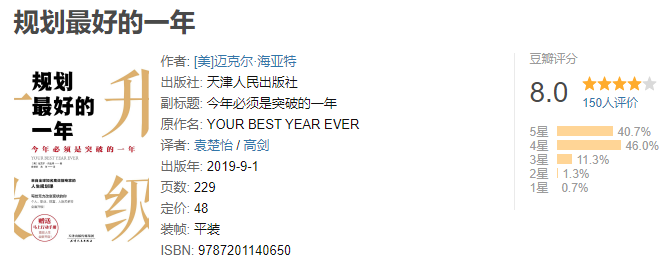 规划最好的一年
升
级
规划
最好的
一年
今年必须是突破的一年
YOUR BEST YEAR EVER
赠送
作者: [美]迈克尔·海亚特
出版社: 天津人民出版社
副标题: 今年必须是突破的一年
原作名: YOUR BEST YEAR EVER
译者: 袁楚怡 / 高剑
出版年: 2019-9-1
页数: 229
定价: 48
装帧: 平装
ISBN: 9787201140650
豆瓣评分
8.0
150人评价
5星 40.7%
4星 46.0%
3星 11.3%
2星 1.3%
1星 0.7%